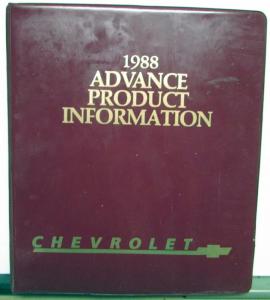 1988
ADVANCE
PRODUCT
INFORMATION
CHEVROLET